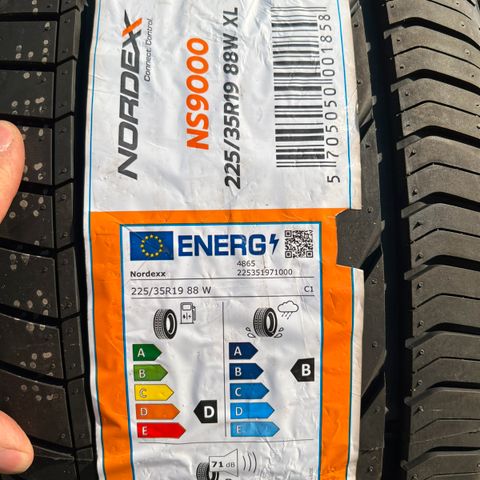 NORDEXX
Connect. Control.
NS9000
225/35R19 88W XL
5 705050 001858
ENERG
Nordexx
4865
225351971000
225/35R19 88 W
C1
A
B
C
D
E
D
A
B
C
D
E
B
71 dB